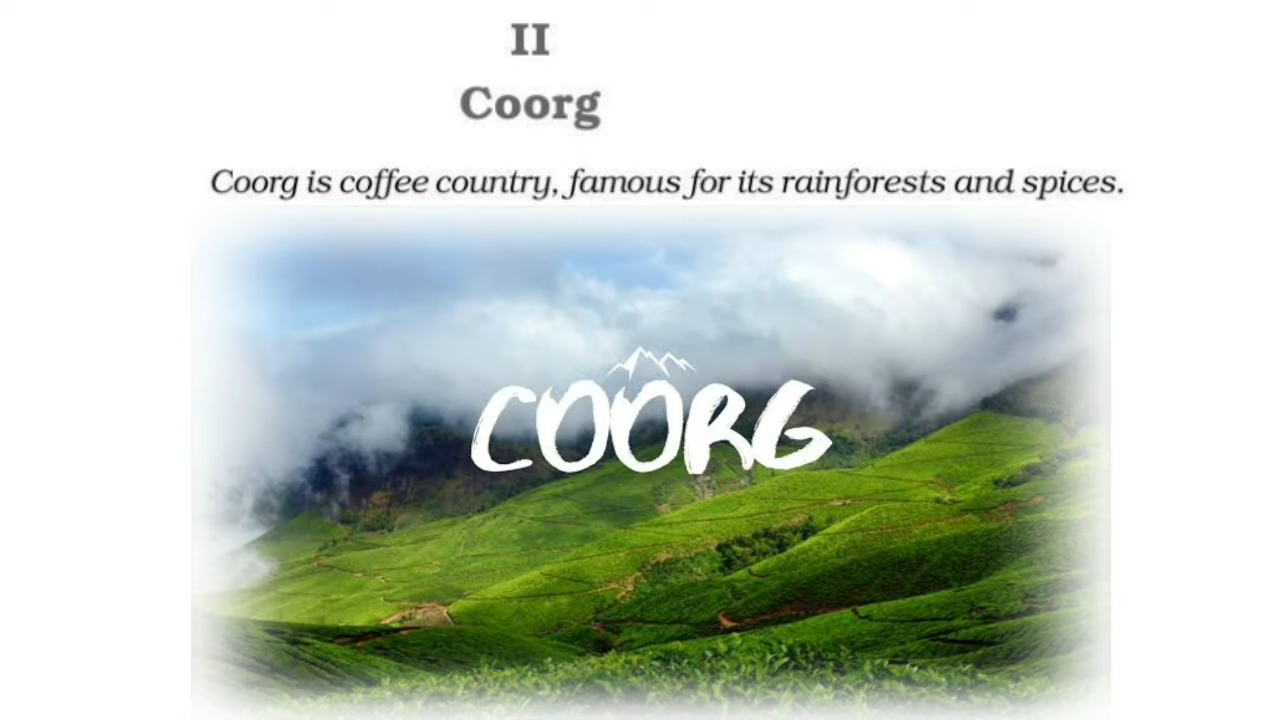 II
Coorg
Coorg is coffee country, famous for its rainforests and spices.
COORG